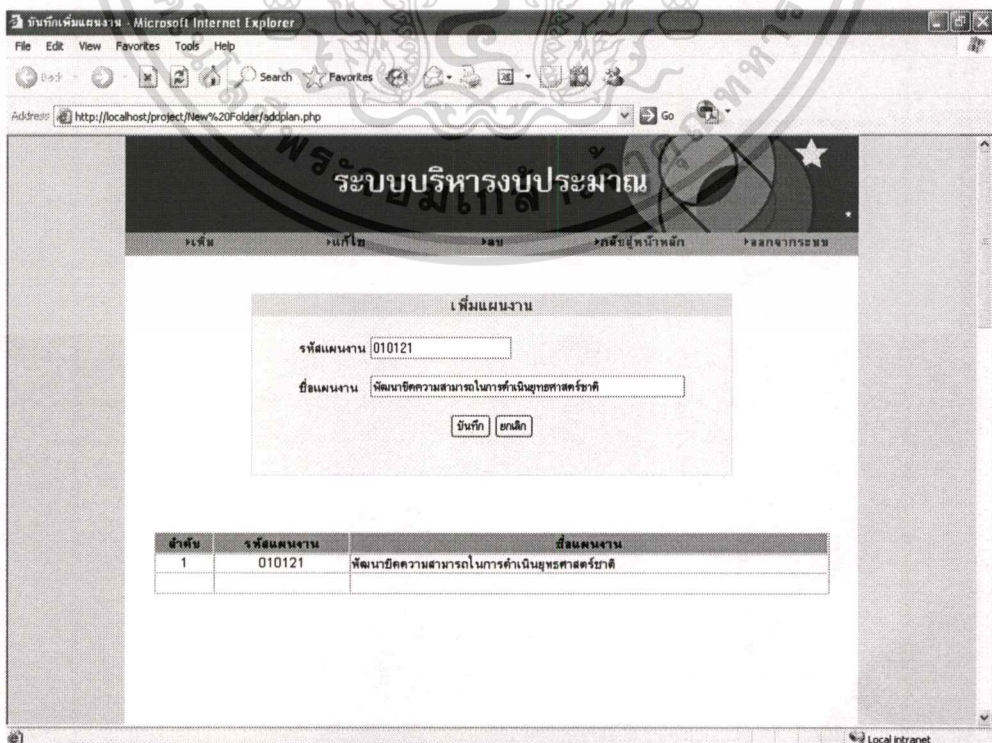 บันทึกเพิ่มแผนงาน - Microsoft Internet Explorer
File Edit View Favorites Tools Help
Back Search Favorites
Address http://localhost/project/New%20Folder/addplan.php Go
ระบบบริหารงบประมาณ
เพิ่ม แก้ไข ลบ กลับสู่หน้าหลัก ออกจากระบบ
เพิ่มแผนงาน
รหัสแผนงาน 010121
ชื่อแผนงาน พัฒนาขีดความสามารถในการดำเนินยุทธศาสตร์ชาติ
บันทึก ยกเลิก
ลำดับ รหัสแผนงาน ชื่อแผนงาน
1 010121 พัฒนาขีดความสามารถในการดำเนินยุทธศาสตร์ชาติ
Local intranet